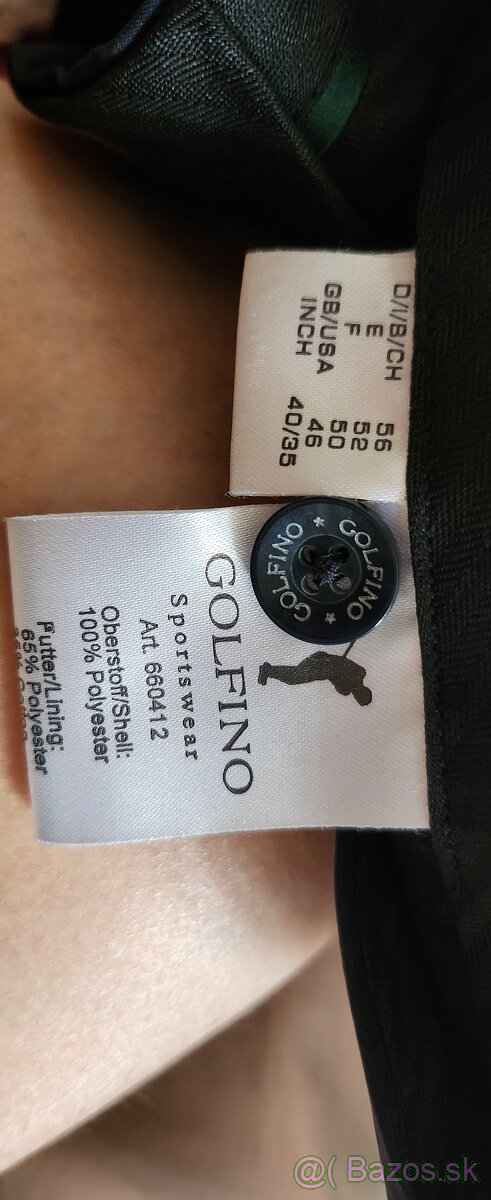 D/I/B/CH 56
E 52
F 50
GB/USA 46
INCH 40/35
GOLFINO
GOLFINO
GOLFINO
Sportswear
Art. 660412
Oberstoff/Shell:
100% Polyester
Futter/Lining:
65% Polyester
Bazos.sk